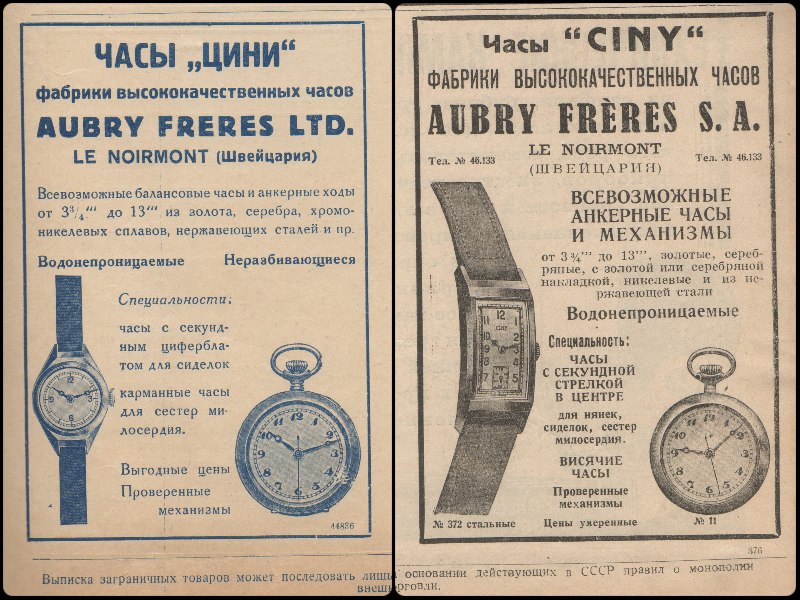 ЧАСЫ „ЦИНИ“
фабрики высококачественных часов
AUBRY FRERES LTD.
LE NOIRMONT (Швейцария)
Всевозможные балансовые часы и анкерные ходы
от 3¾''' до 13''' из золота, серебра, хромо-
никелевых сплавов, нержавеющих сталей и пр.
Водонепроницаемые Неразбивающиеся
Специальности:
часы с секунд-
ным цифербла-
том для сиделок
карманные часы
для сестер ми-
лосердия.
Выгодные цены
Проверенные
механизмы
44836
Часы “CINY“
ФАБРИКИ ВЫСОКОКАЧЕСТВЕННЫХ ЧАСОВ
AUBRY FRÈRES S. A.
LE NOIRMONT
Тел. № 46.133 (ШВЕЙЦАРИЯ) Тел. № 46.133
ВСЕВОЗМОЖНЫЕ
АНКЕРНЫЕ ЧАСЫ
И МЕХАНИЗМЫ
от 3¾''' до 13''', золотые, сереб-
ряные, с золотой или серебряной
накладкой, никелевые и из не-
ржавеющей стали
Водонепроницаемые
Специальность:
ЧАСЫ
С СЕКУНДНОЙ
СТРЕЛКОЙ
В ЦЕНТРЕ
для нянек,
сиделок, сестер
милосердия.
ВИСЯЧИЕ
ЧАСЫ
Проверенные
механизмы
№ 372 стальные Цены умеренные № 11
376
Выписка заграничных товаров может последовать лишь основании действующих в СССР правил о монополии
внешторговли.